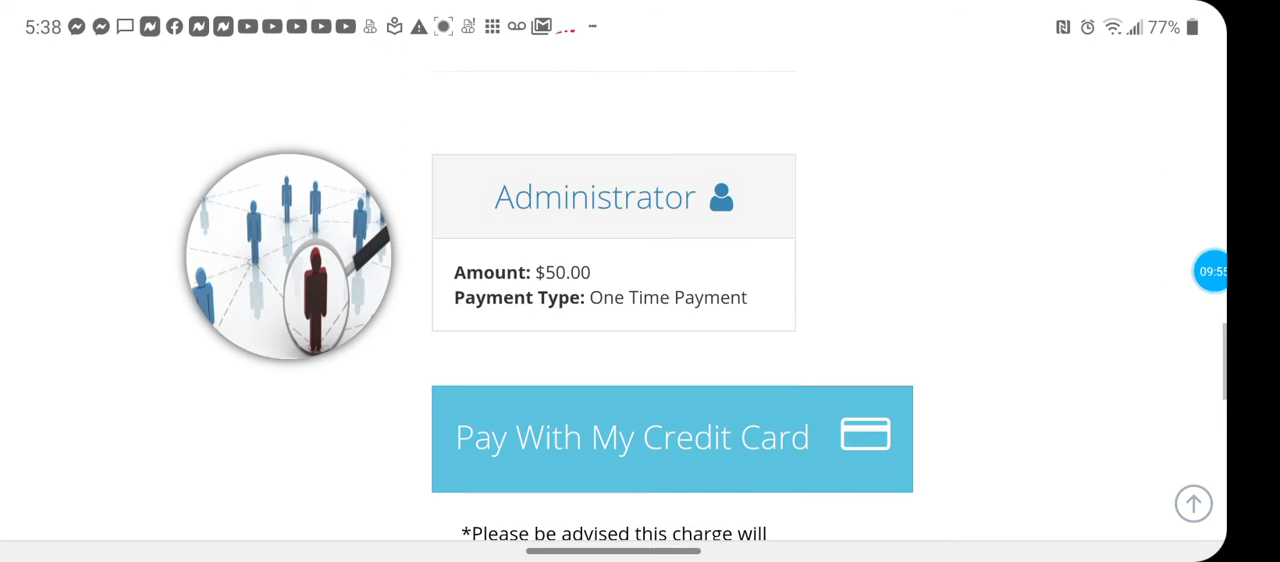 5:38
77%
Administrator
Amount: $50.00
Payment Type: One Time Payment
09:55
Pay With My Credit Card
*Please be advised this charge will